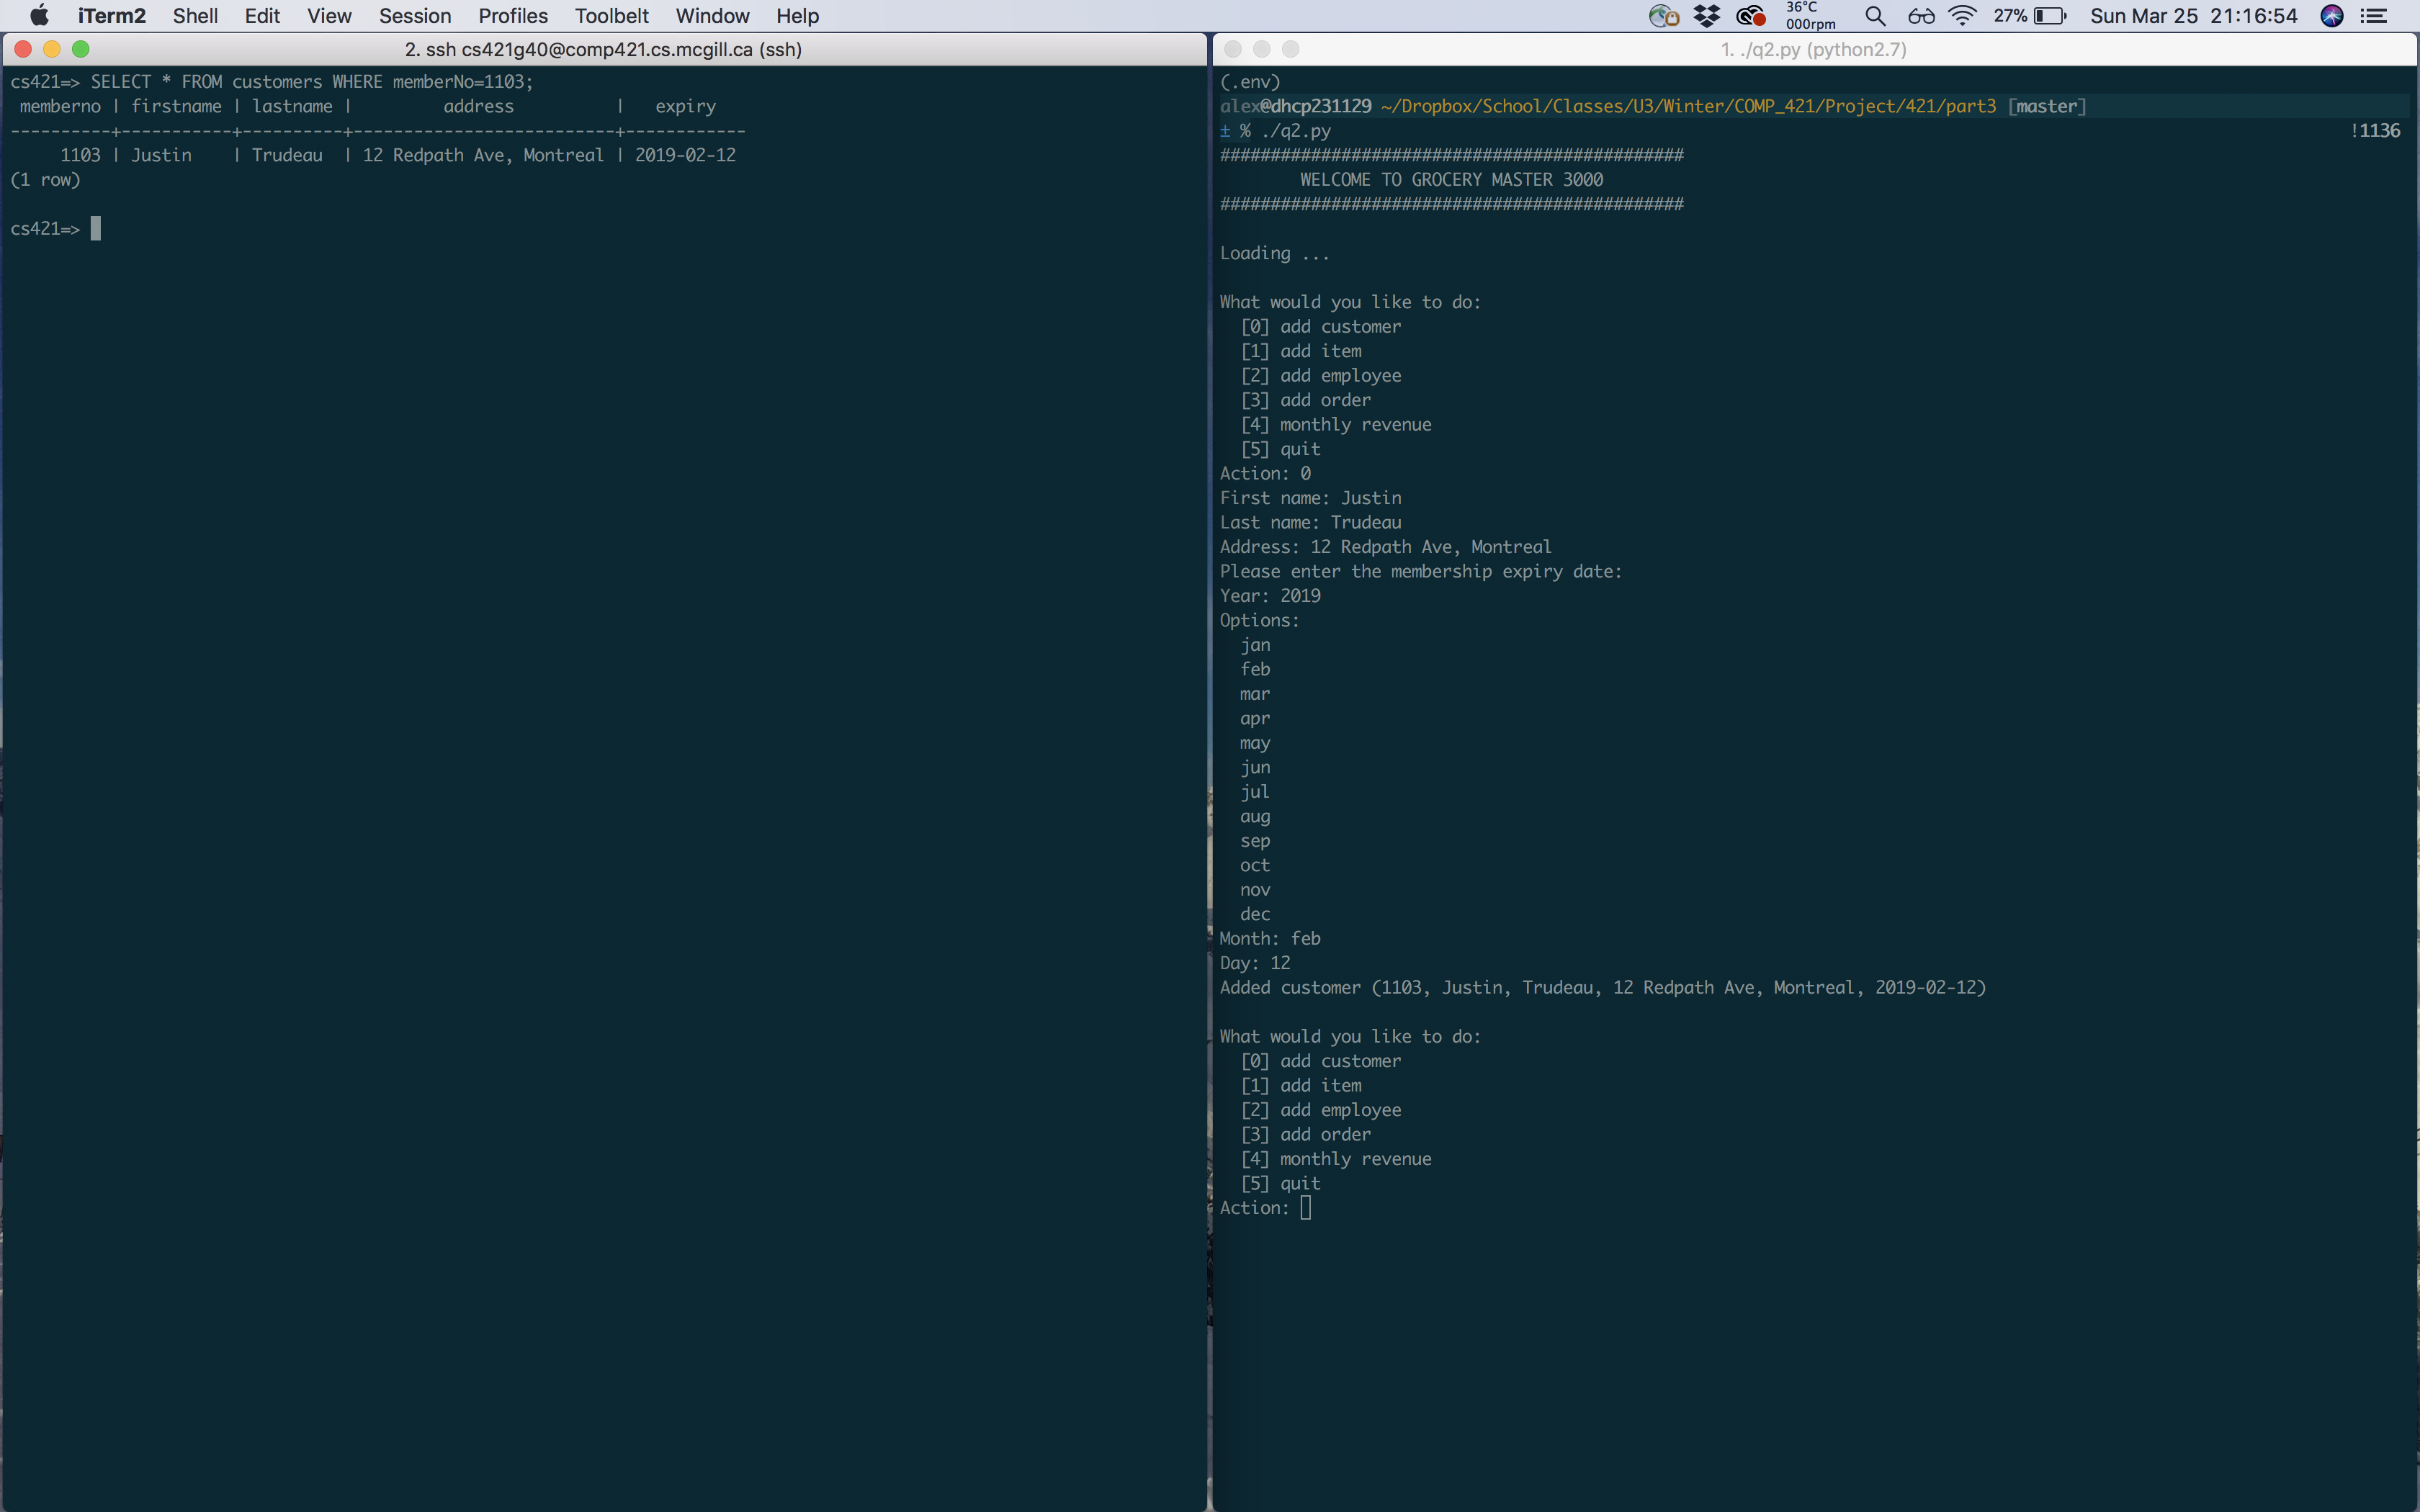 iTerm2 Shell Edit View Session Profiles Toolbelt Window Help 36°C 000rpm 27% Sun Mar 25 21:16:54
2. ssh cs421g40@comp421.cs.mcgill.ca (ssh)
cs421=> SELECT * FROM customers WHERE memberNo=1103;
 memberno | firstname | lastname |         address          |   expiry
----------+-----------+----------+--------------------------+------------
     1103 | Justin    | Trudeau  | 12 Redpath Ave, Montreal | 2019-02-12
(1 row)
cs421=>
1. ./q2.py (python2.7)
(.env)
alex@dhcp231129 ~/Dropbox/School/Classes/U3/Winter/COMP_421/Project/421/part3 [master]
± % ./q2.py !1136
##############################################
        WELCOME TO GROCERY MASTER 3000
##############################################
Loading ...
What would you like to do:
  [0] add customer
  [1] add item
  [2] add employee
  [3] add order
  [4] monthly revenue
  [5] quit
Action: 0
First name: Justin
Last name: Trudeau
Address: 12 Redpath Ave, Montreal
Please enter the membership expiry date:
Year: 2019
Options:
  jan
  feb
  mar
  apr
  may
  jun
  jul
  aug
  sep
  oct
  nov
  dec
Month: feb
Day: 12
Added customer (1103, Justin, Trudeau, 12 Redpath Ave, Montreal, 2019-02-12)
What would you like to do:
  [0] add customer
  [1] add item
  [2] add employee
  [3] add order
  [4] monthly revenue
  [5] quit
Action: